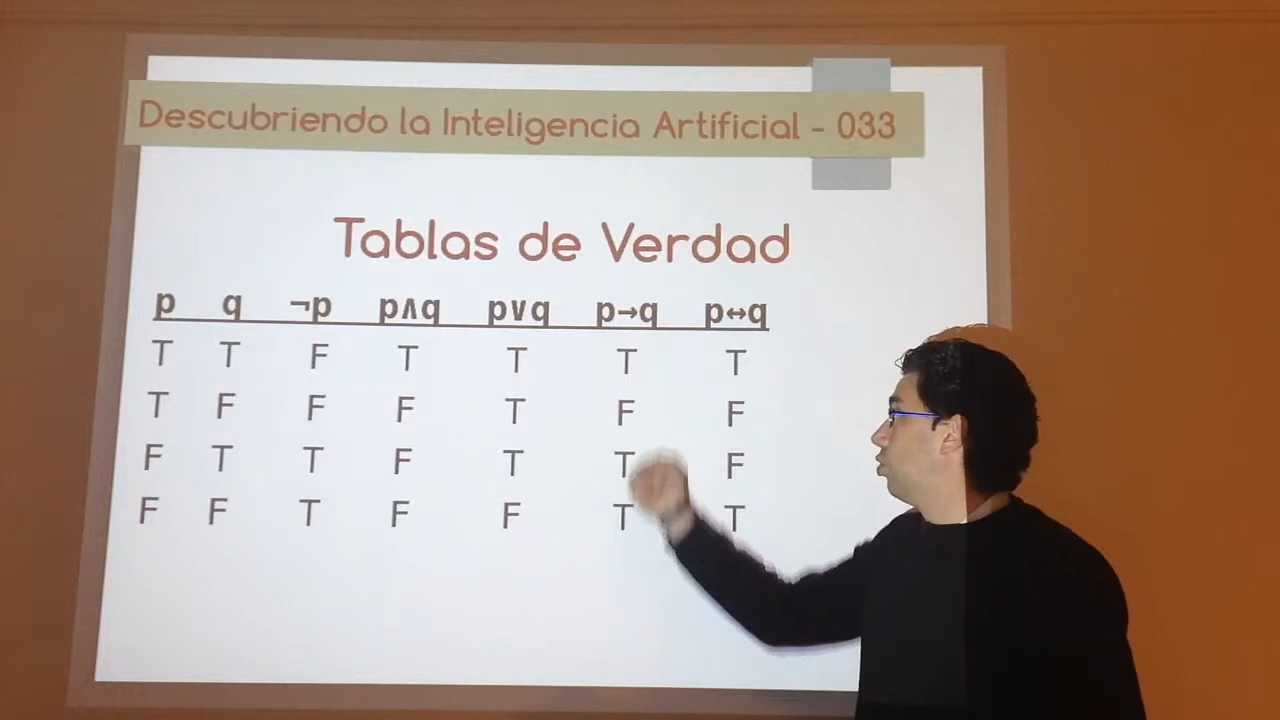 Descubriendo la Inteligencia Artificial - 033
Tablas de Verdad
p q ¬p p∧q p∨q p→q p↔q
T T F T T T T
T F F F T F F
F T T F T T F
F F T F F T T